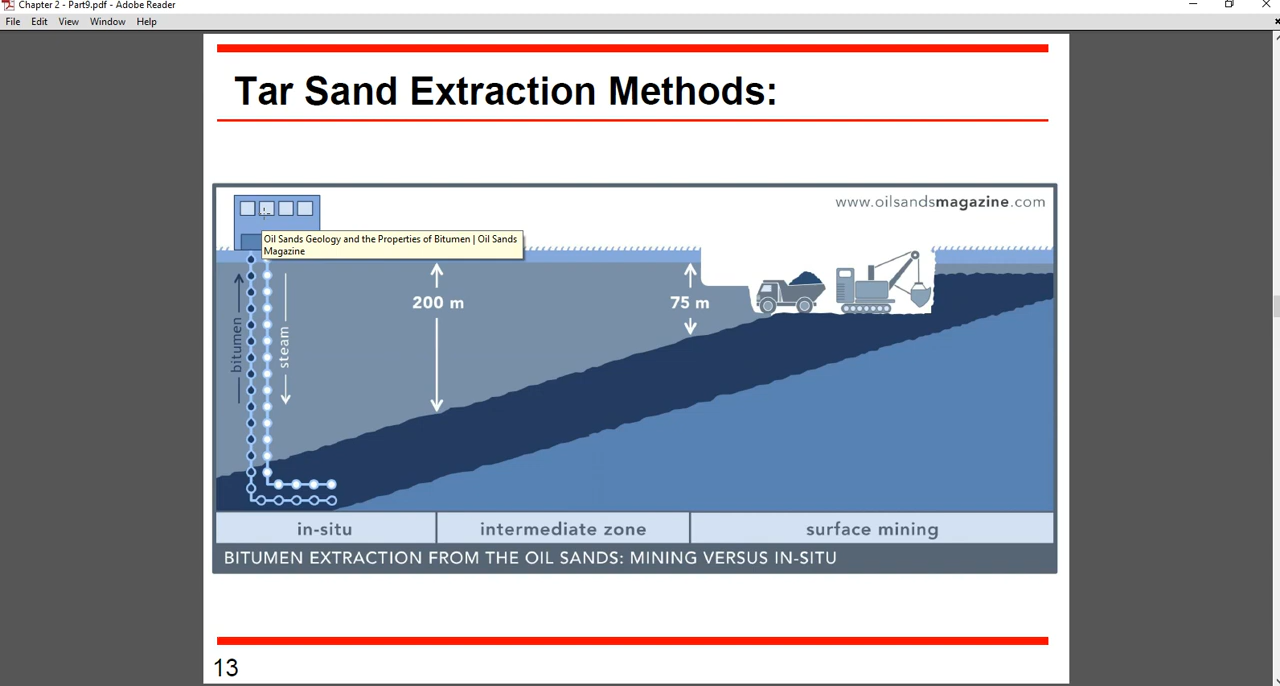 Chapter 2 - Part9.pdf - Adobe Reader
File Edit View Window Help
Tar Sand Extraction Methods:
www.oilsandsmagazine.com
Oil Sands Geology and the Properties of Bitumen | Oil Sands
Magazine
bitumen
steam
200 m
75 m
in-situ
intermediate zone
surface mining
BITUMEN EXTRACTION FROM THE OIL SANDS: MINING VERSUS IN-SITU
13